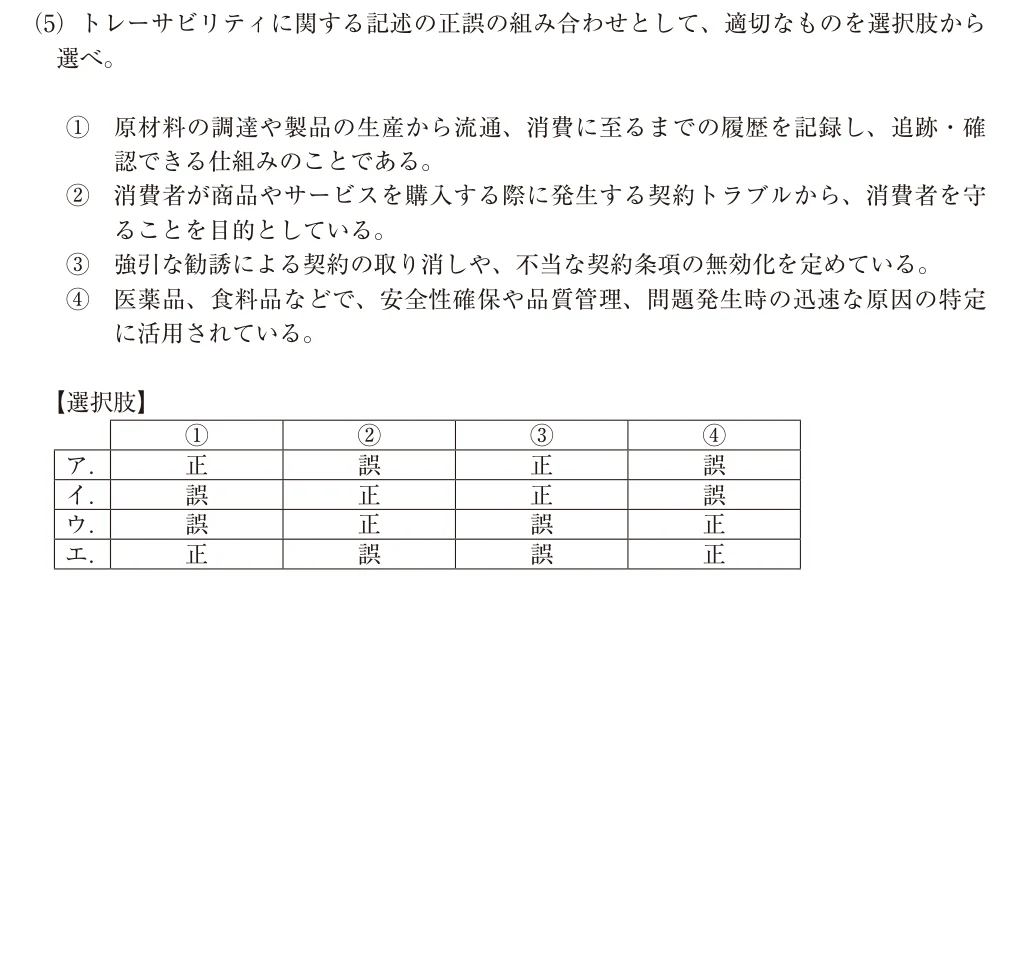 (5) トレーサビリティに関する記述の正誤の組み合わせとして、適切なものを選択肢から
選べ。
① 原材料の調達や製品の生産から流通、消費に至るまでの履歴を記録し、追跡・確
認できる仕組みのことである。
② 消費者が商品やサービスを購入する際に発生する契約トラブルから、消費者を守
ることを目的としている。
③ 強引な勧誘による契約の取り消しや、不当な契約条項の無効化を定めている。
④ 医薬品、食料品などで、安全性確保や品質管理、問題発生時の迅速な原因の特定
に活用されている。
【選択肢】
① ② ③ ④
ア. 正 誤 正 誤
イ. 誤 正 正 誤
ウ. 誤 正 誤 正
エ. 正 誤 誤 正